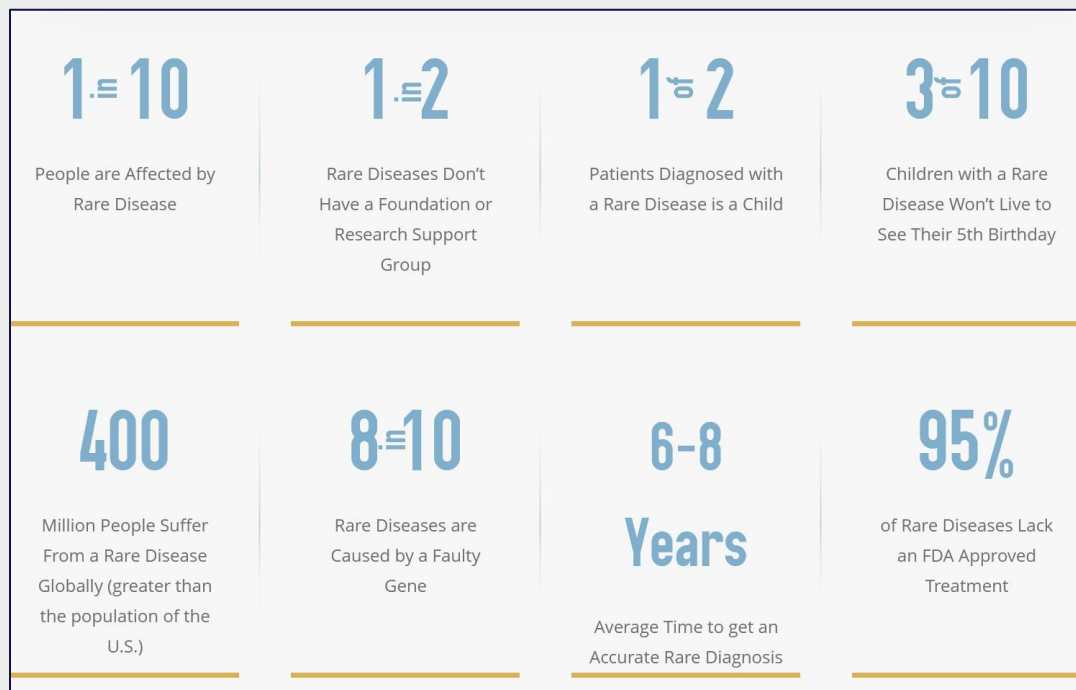 1 in 10
People are Affected by
Rare Disease
1 in 2
Rare Diseases Don’t
Have a Foundation or
Research Support
Group
1 of 2
Patients Diagnosed with
a Rare Disease is a Child
3 of 10
Children with a Rare
Disease Won’t Live to
See Their 5th Birthday
400
Million People Suffer
From a Rare Disease
Globally (greater than
the population of the
U.S.)
8 in 10
Rare Diseases are
Caused by a Faulty
Gene
6-8
Years
Average Time to get an
Accurate Rare Diagnosis
95%
of Rare Diseases Lack
an FDA Approved
Treatment